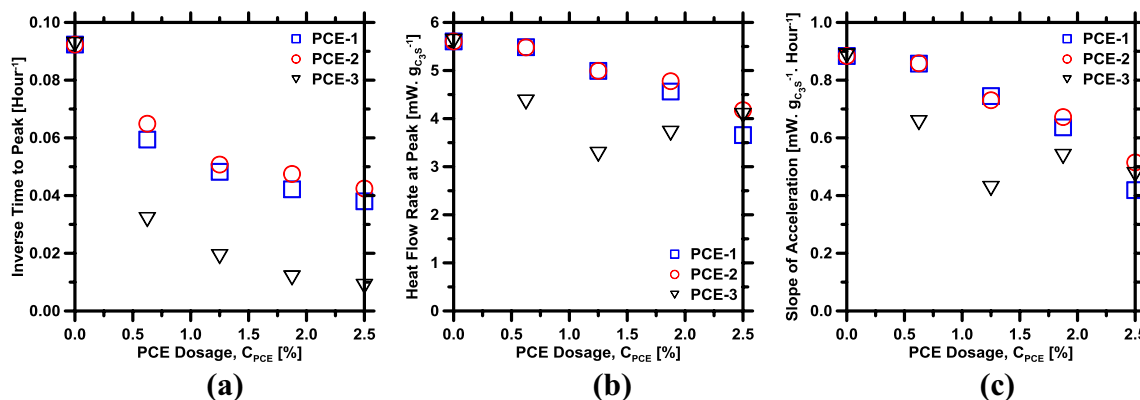 Inverse Time to Peak [Hour⁻¹]
0.10
0.08
0.06
0.04
0.02
0.00
PCE-1
PCE-2
PCE-3
0.0 0.5 1.0 1.5 2.0 2.5
PCE Dosage, C_PCE [%]
(a)
Heat Flow Rate at Peak [mW. g_C₃S⁻¹]
6
5
4
3
2
1
0
PCE-1
PCE-2
PCE-3
0.0 0.5 1.0 1.5 2.0 2.5
PCE Dosage, C_PCE [%]
(b)
Slope of Acceleration [mW. g_C₃S⁻¹. Hour⁻¹]
1.0
0.8
0.6
0.4
0.2
0.0
PCE-1
PCE-2
PCE-3
0.0 0.5 1.0 1.5 2.0 2.5
PCE Dosage, C_PCE [%]
(c)